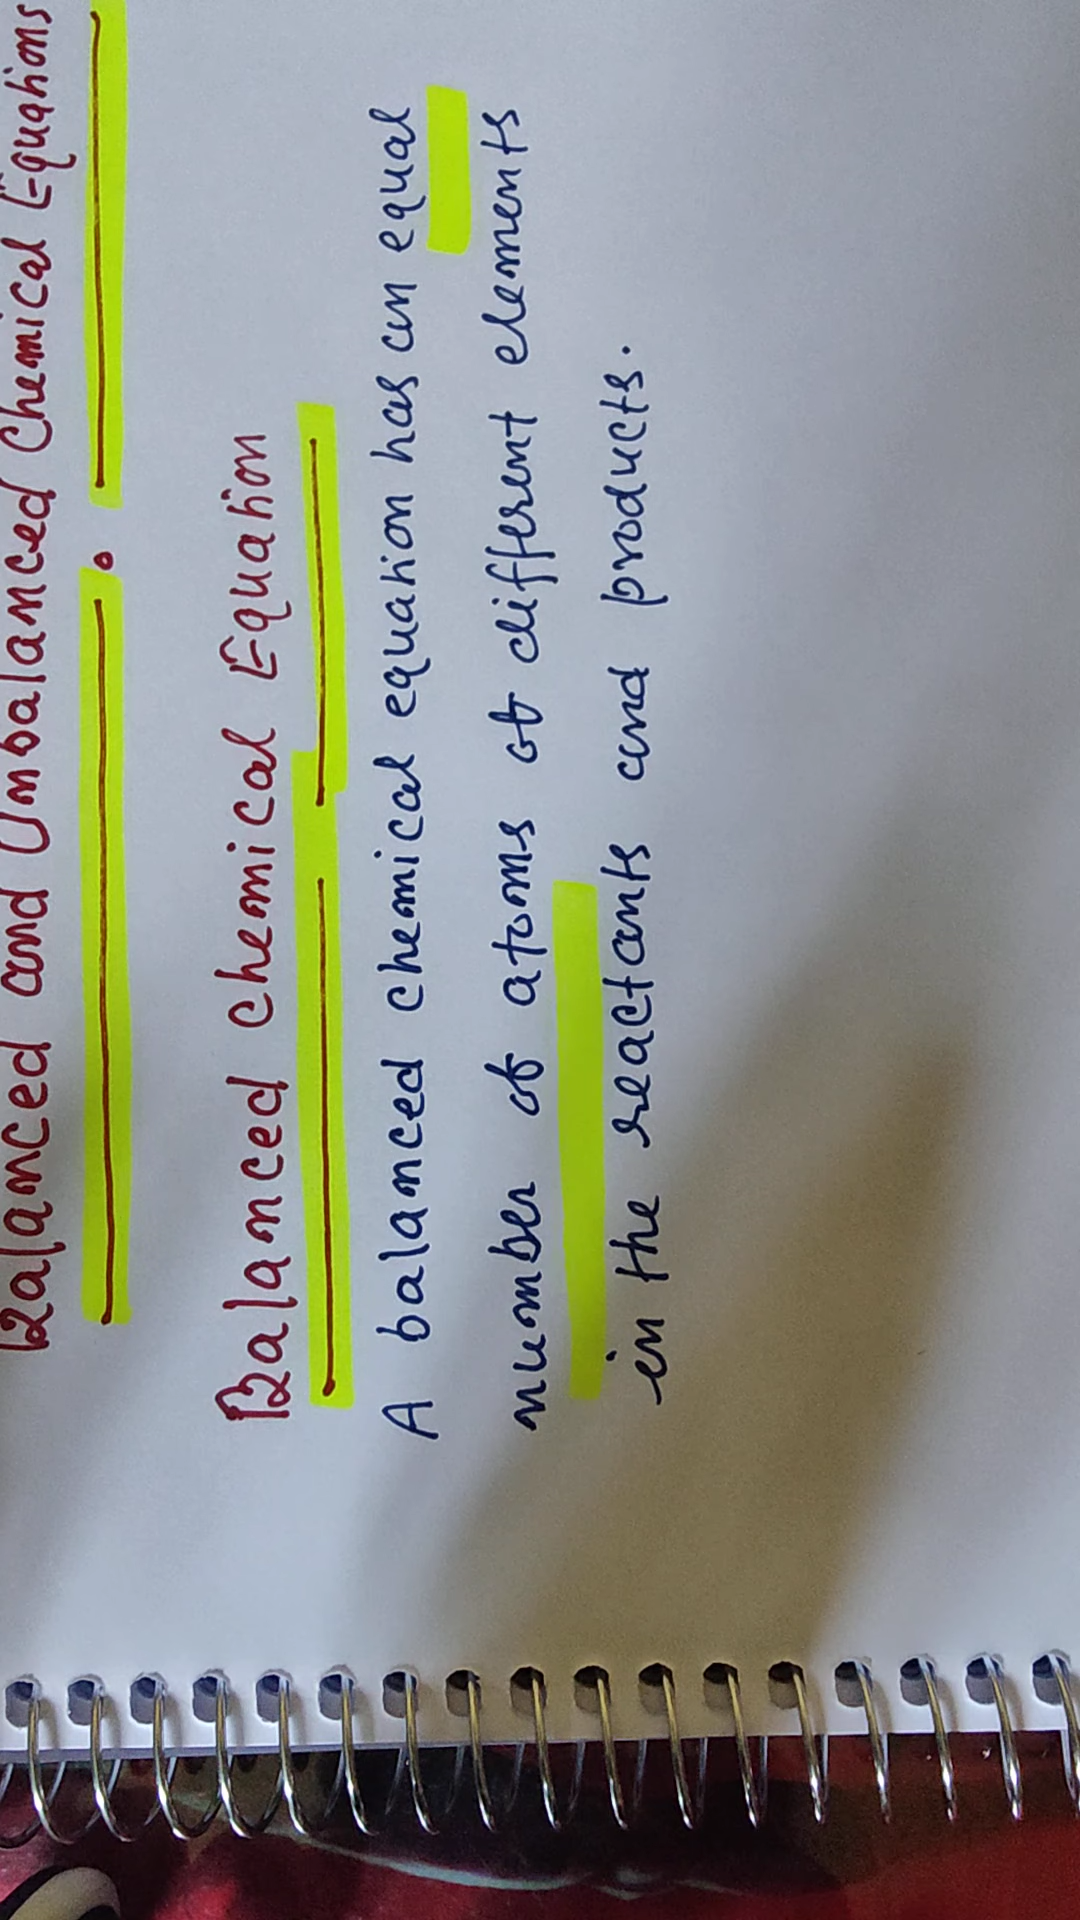 Balanced and Unbalanced Chemical Equations
Balanced Chemical Equation
A balanced chemical equation has an equal
number of atoms of different elements
in the reactants and products.